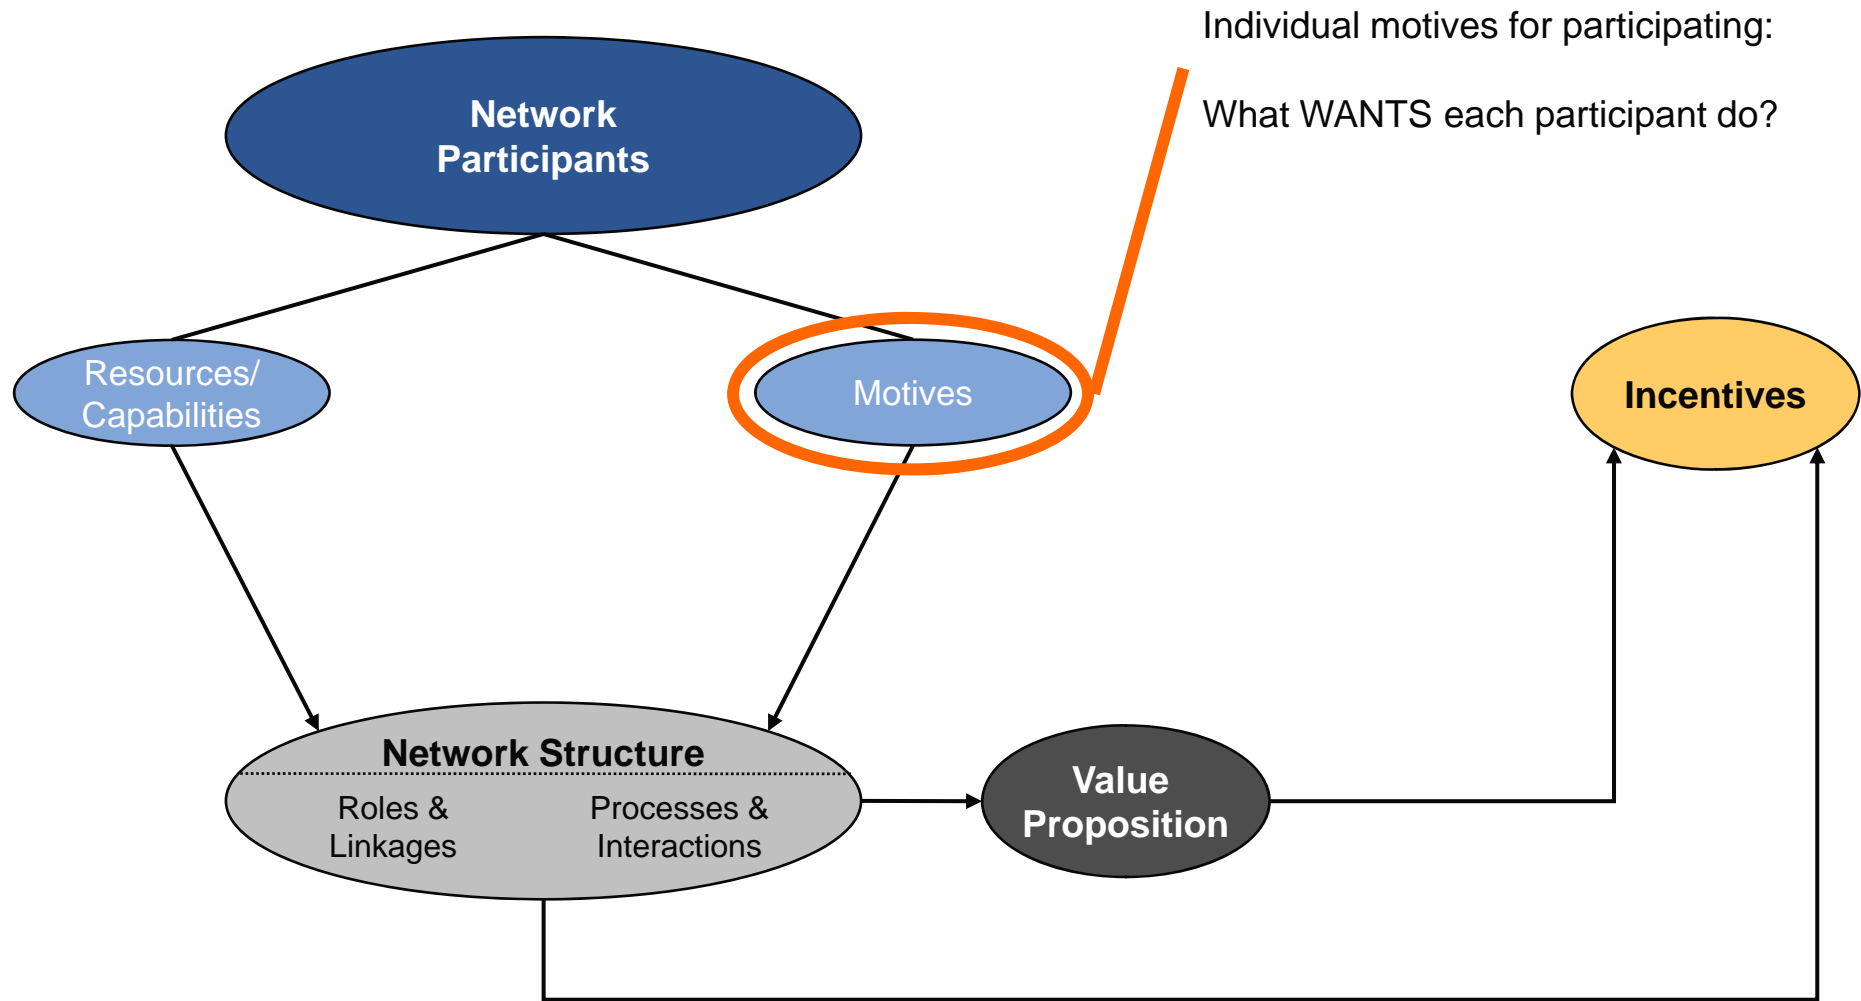 Individual motives for participating:
What WANTS each participant do?
Network
Participants
Resources/
Capabilities
Motives
Incentives
Network Structure
Roles &
Linkages
Processes &
Interactions
Value
Proposition